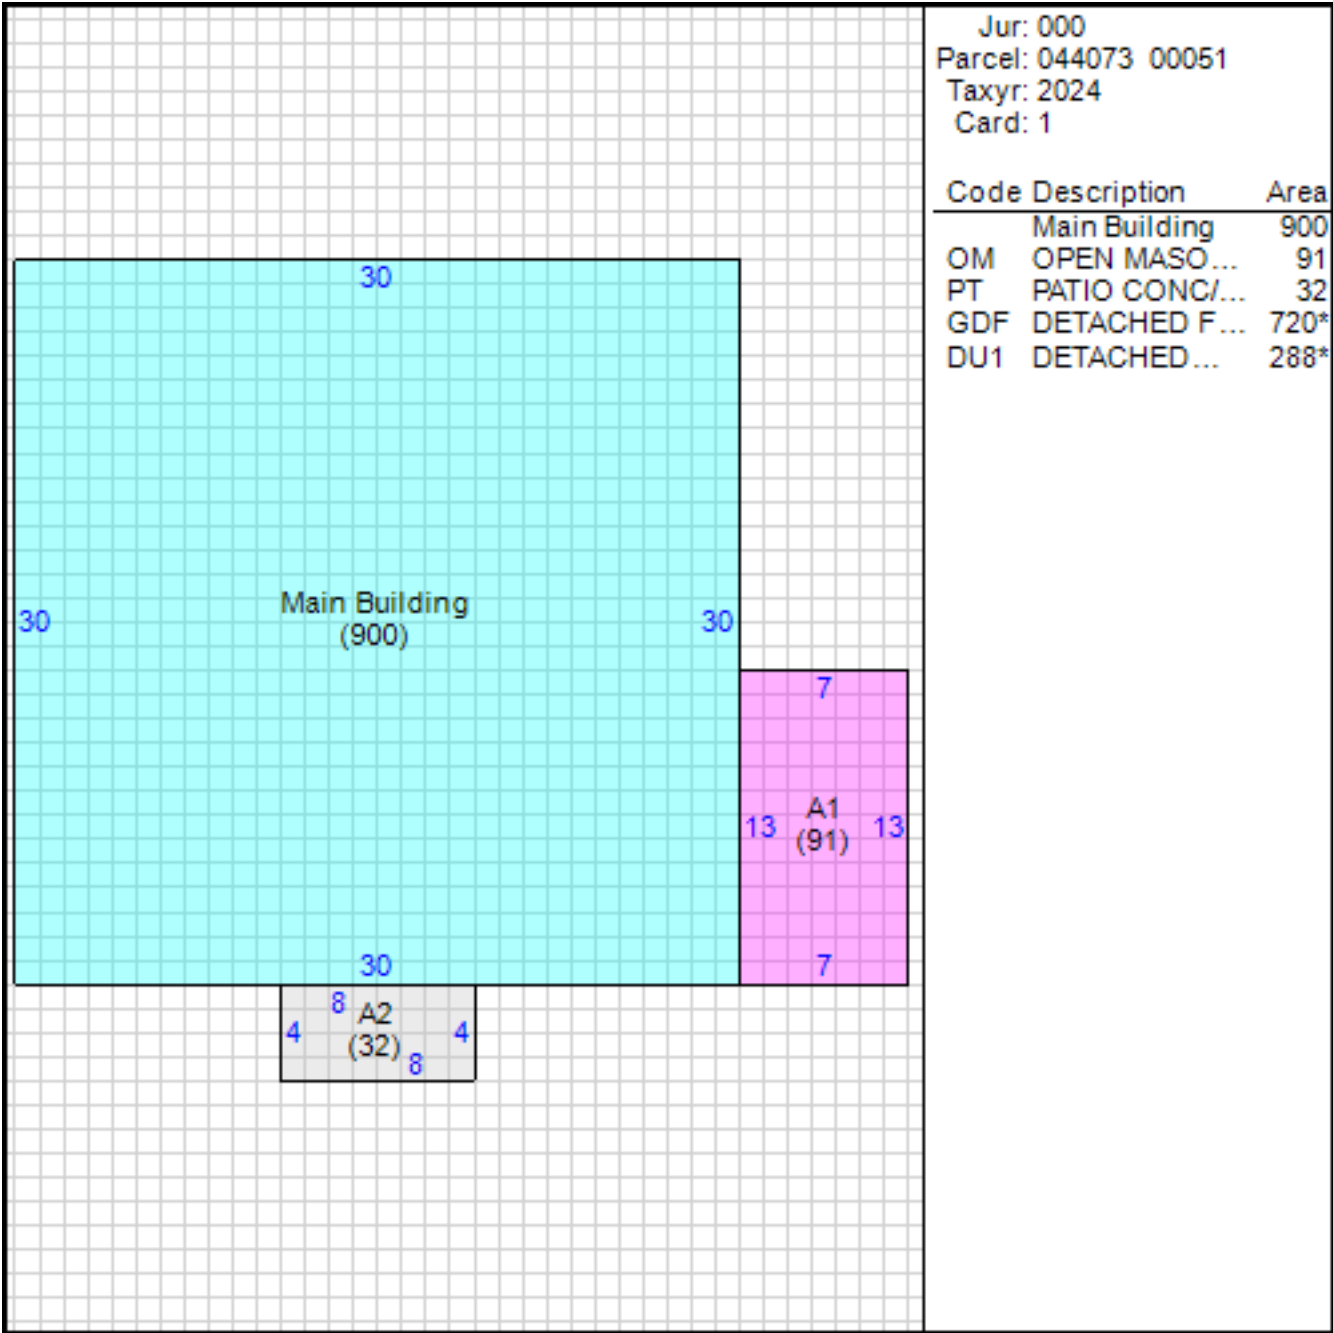 Jur: 000
Parcel: 044073 00051
Taxyr: 2024
Card: 1
Code Description Area
Main Building 900
OM OPEN MASO... 91
PT PATIO CONC/... 32
GDF DETACHED F... 720*
DU1 DETACHED... 288*
30
30
Main Building
(900)
30
30
7
13
A1
(91)
13
7
8
4
A2
(32)
4
8